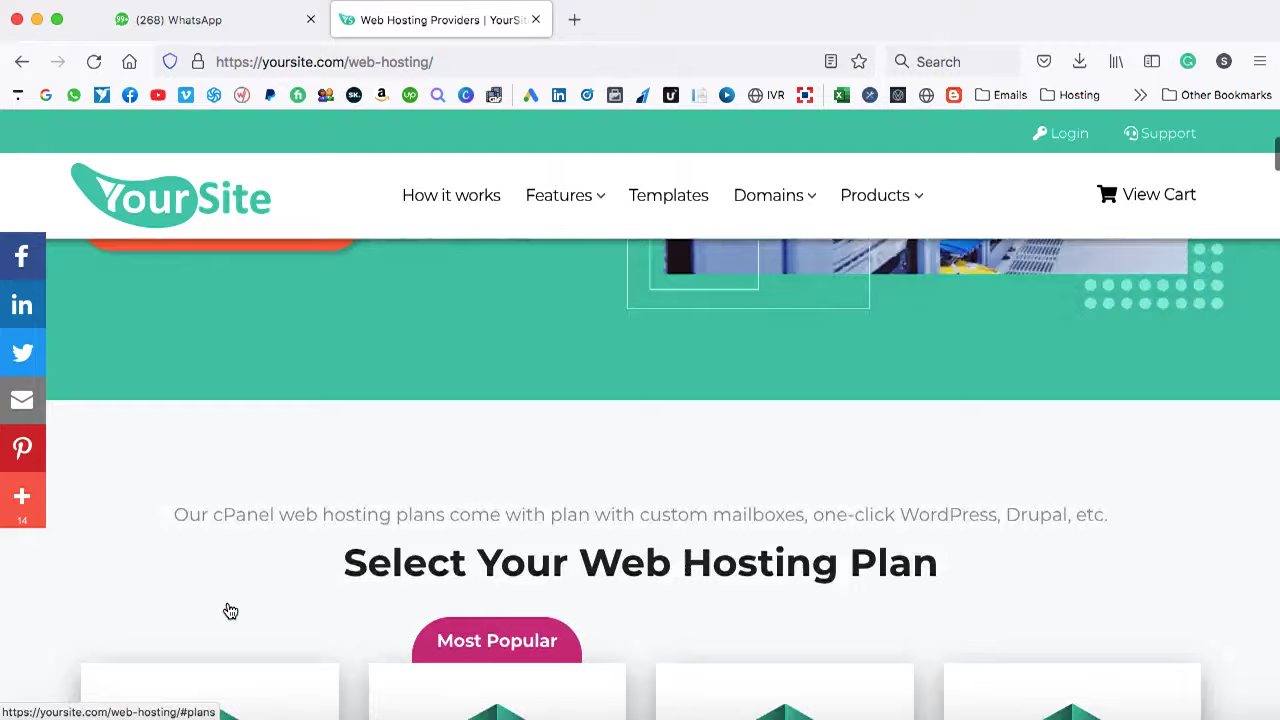 (268) WhatsApp
Web Hosting Providers | YourSit
https://yoursite.com/web-hosting/
Search
IVR
Emails
Hosting
Other Bookmarks
Login
Support
YourSite
How it works
Features
Templates
Domains
Products
View Cart
14
Our cPanel web hosting plans come with plan with custom mailboxes, one-click WordPress, Drupal, etc.
Select Your Web Hosting Plan
Most Popular
https://yoursite.com/web-hosting/#plans